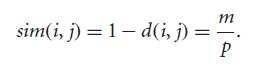 sim(i, j) = 1 − d(i, j) = m/p.